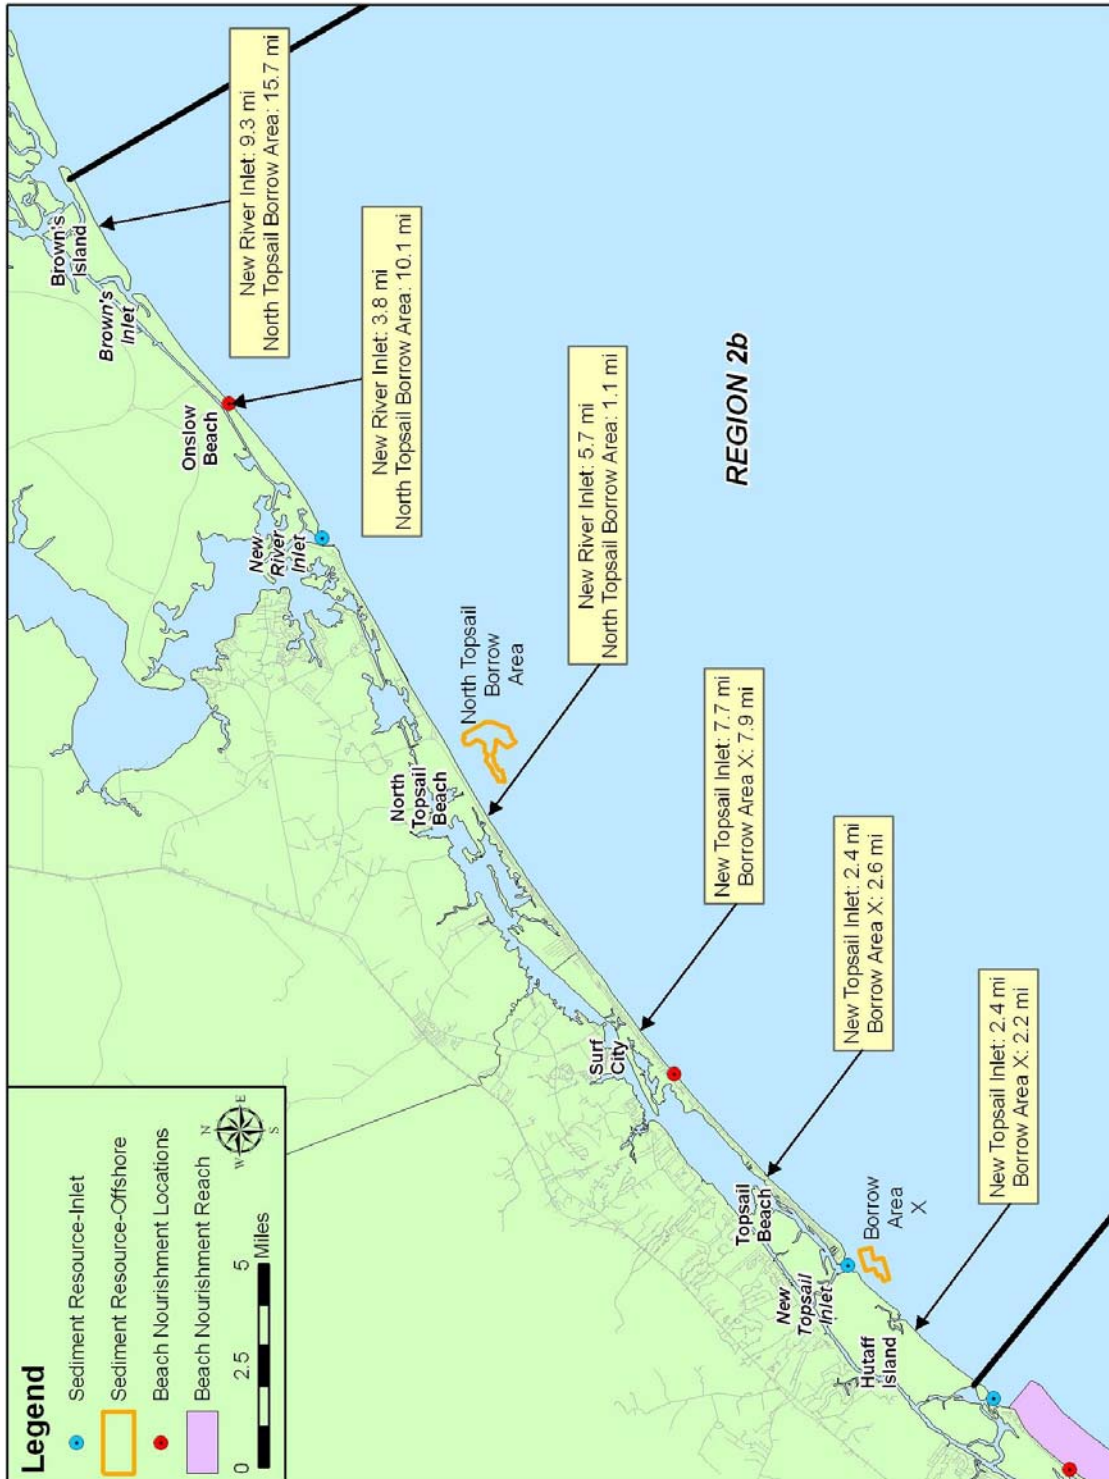 Legend
Sediment Resource-Inlet
Sediment Resource-Offshore
Beach Nourishment Locations
Beach Nourishment Reach
0 2.5 5
Miles
N
W E
S
Brown's
Island
Brown's
Inlet
New River Inlet: 9.3 mi
North Topsail Borrow Area: 15.7 mi
Onslow
Beach
New River Inlet: 3.8 mi
North Topsail Borrow Area: 10.1 mi
New
River
Inlet
North Topsail
Borrow
Area
North
Topsail
Beach
New River Inlet: 5.7 mi
North Topsail Borrow Area: 1.1 mi
REGION 2b
Surf
City
New Topsail Inlet: 7.7 mi
Borrow Area X: 7.9 mi
Topsail
Beach
New Topsail Inlet: 2.4 mi
Borrow Area X: 2.6 mi
New
Topsail
Inlet
Borrow
Area
X
Hutaff
Island
New Topsail Inlet: 2.4 mi
Borrow Area X: 2.2 mi